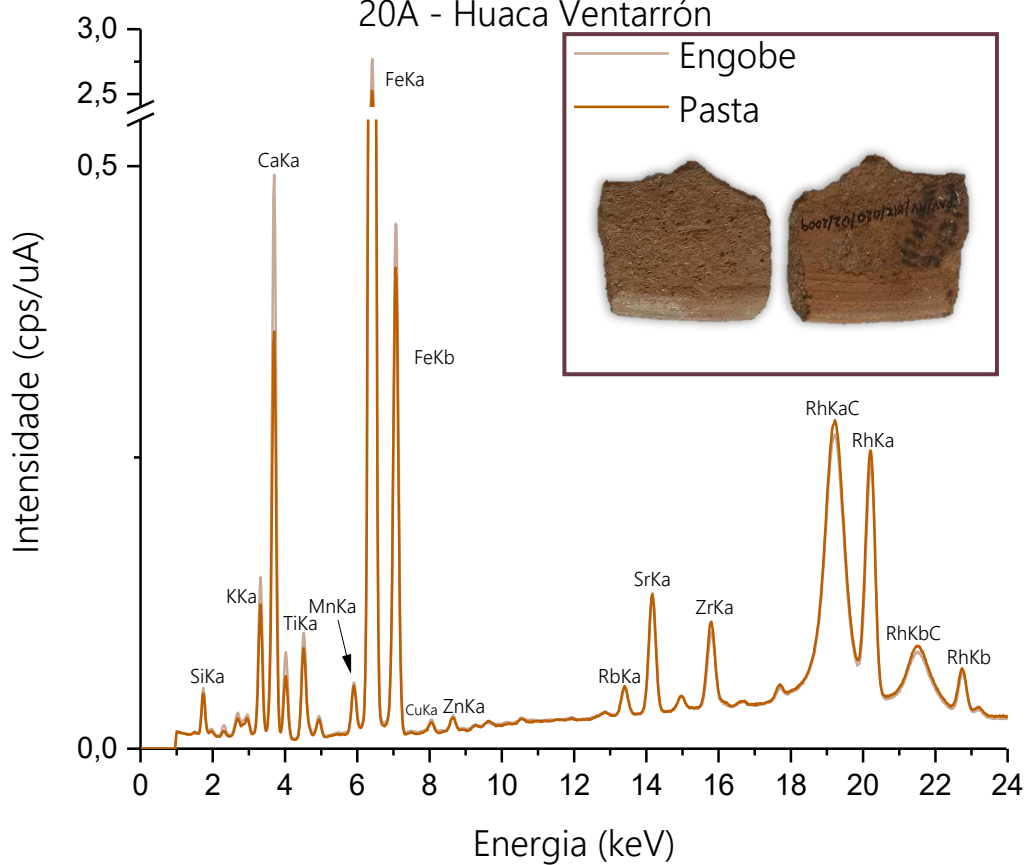 20A - Huaca Ventarrón
3,0
2,5
0,5
0,0
Intensidade (cps/uA)
Engobe
Pasta
FeKa
CaKa
FeKb
KKa
MnKa
TiKa
SiKa
CuKa
ZnKa
RbKa
SrKa
ZrKa
RhKaC
RhKa
RhKbC
RhKb
0 2 4 6 8 10 12 14 16 18 20 22 24
Energia (keV)